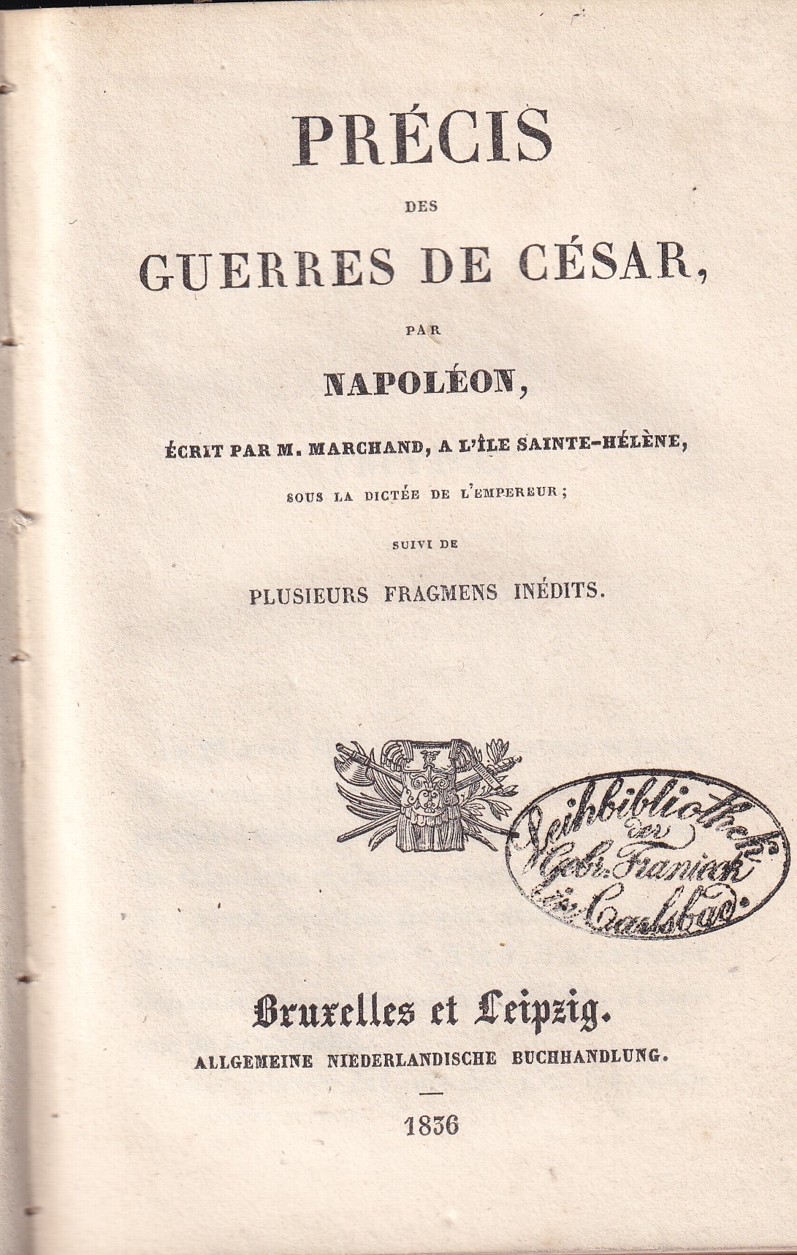 PRÉCIS
DES
GUERRES DE CÉSAR,
PAR
NAPOLÉON,
ÉCRIT PAR M. MARCHAND, A L'ÎLE SAINTE-HÉLÈNE,
SOUS LA DICTÉE DE L'EMPEREUR;
SUIVI DE
PLUSIEURS FRAGMENS INÉDITS.
Leihbibliothek
der
Gebr. Franieck
in Carlsbad.
Bruxelles et Leipzig.
ALLGEMEINE NIEDERLANDISCHE BUCHHANDLUNG.
1836